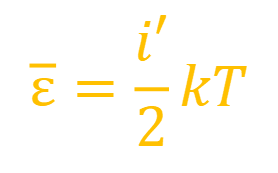 ε̅ = i′/2 kT